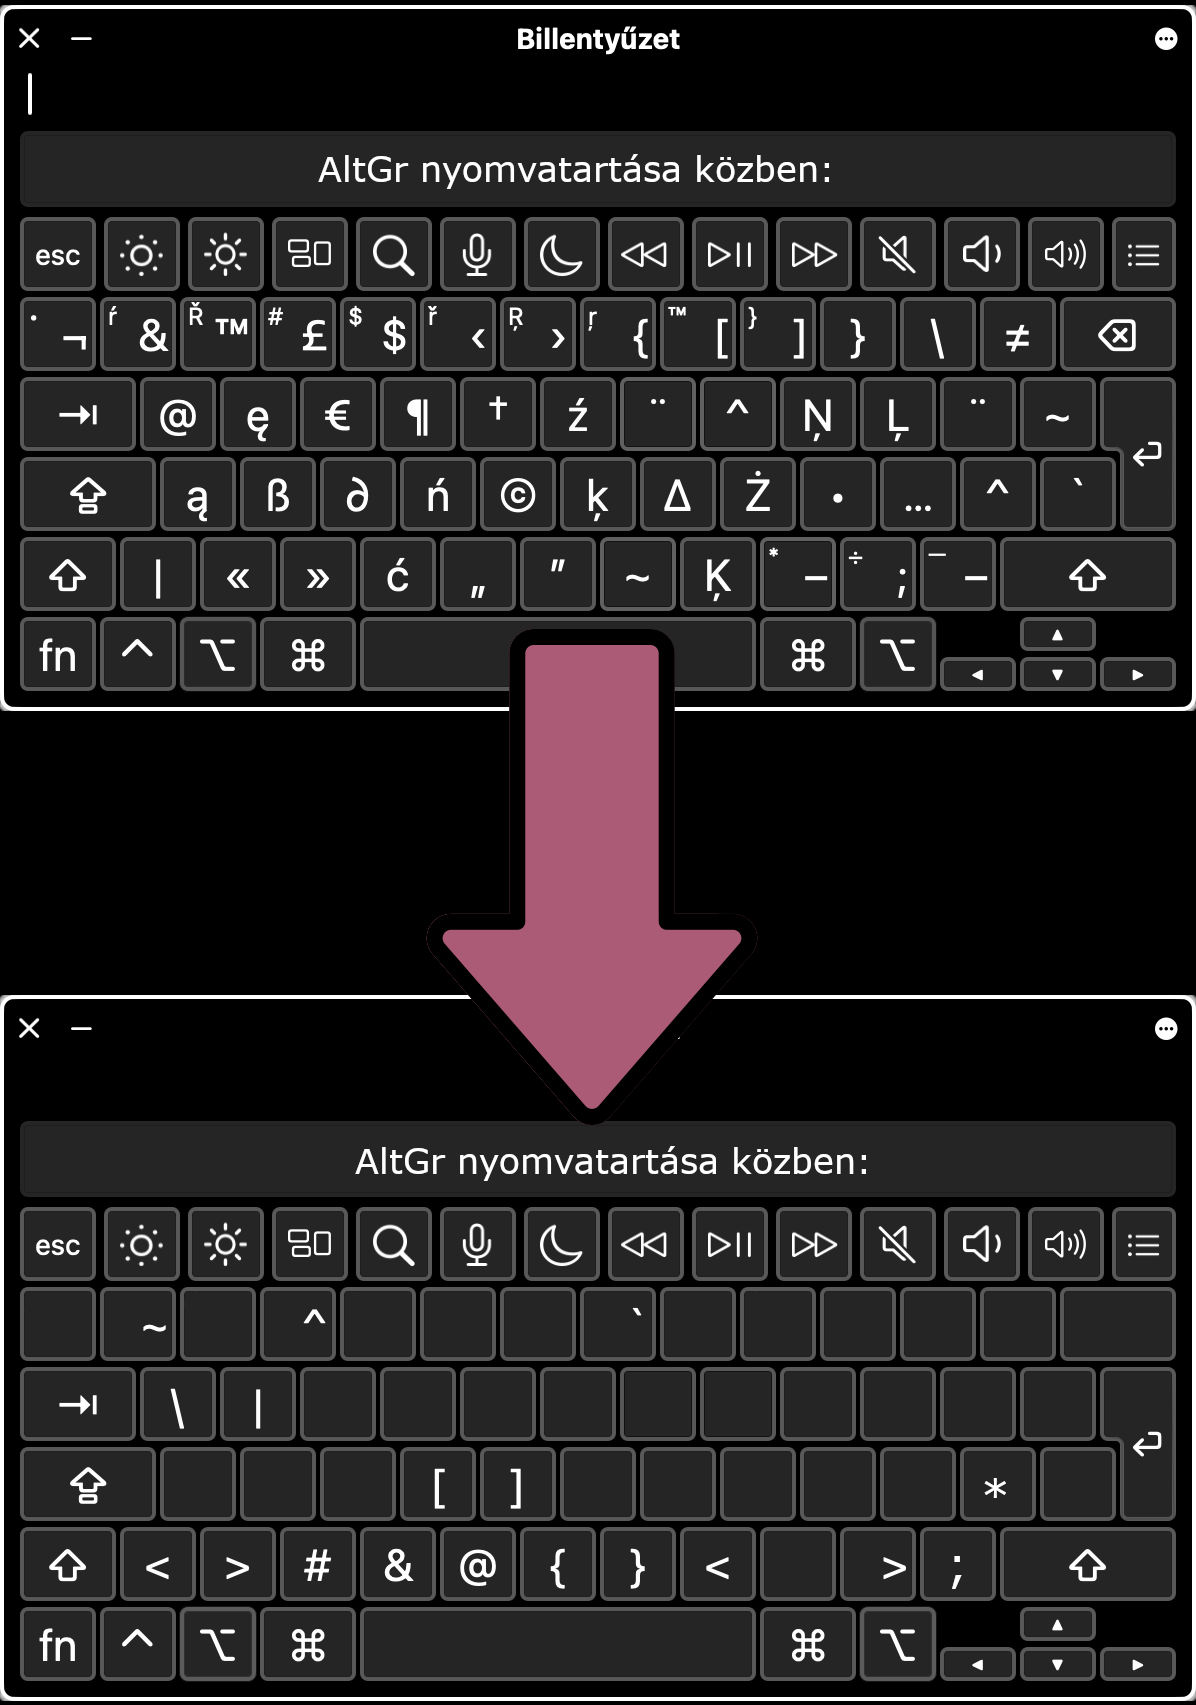 Billentyűzet
AltGr nyomvatartása közben:
esc
· ¬ ŕ & Ř ™ # £ $ $ ř ‹ Ŗ › ŗ { ™ [ } ] } \ ≠
@ ę € ¶ † ź ¨ ^ Ņ Ļ ¨ ~
ą ß ∂ ń © ķ ∆ Ż • … ^ `
| « » ć „ " ~ Ķ * – ÷ ; — –
fn ^ ⌥ ⌘ ⌘ ⌥
AltGr nyomvatartása közben:
esc
~ ^ `
\ |
[ ] *
< > # & @ { } < > ;
fn ^ ⌥ ⌘ ⌘ ⌥